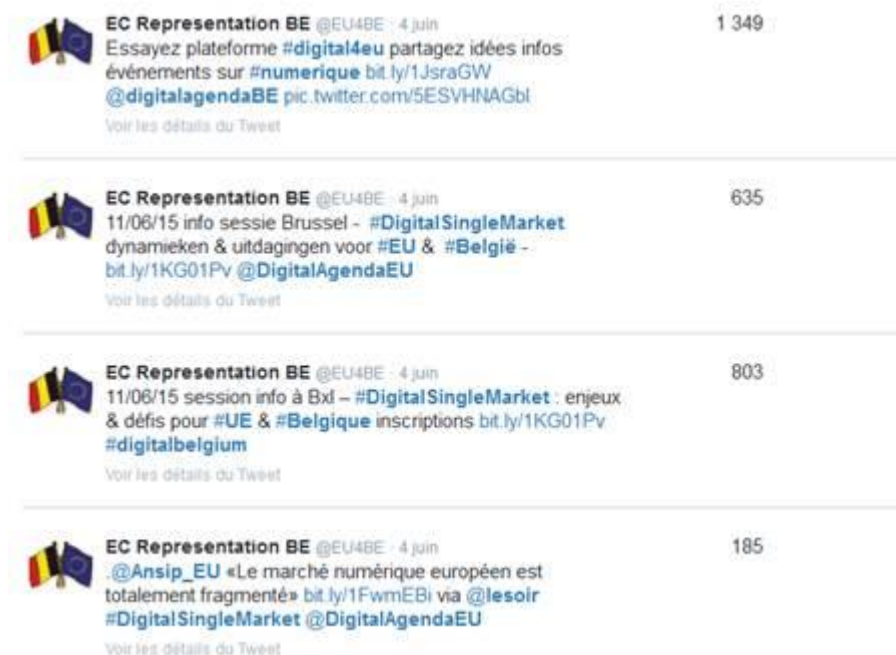 EC Representation BE @EU4BE · 4 juin 1 349
Essayez plateforme #digital4eu partagez idées infos
événements sur #numerique bit.ly/1JsraGW
@digitalagendaBE pic.twitter.com/5ESVHNAGbl
Voir les détails du Tweet
EC Representation BE @EU4BE · 4 juin 635
11/06/15 info sessie Brussel - #DigitalSingleMarket
dynamieken & uitdagingen voor #EU & #België -
bit.ly/1KG01Pv @DigitalAgendaEU
Voir les détails du Tweet
EC Representation BE @EU4BE · 4 juin 803
11/06/15 session info à Bxl – #DigitalSingleMarket : enjeux
& défis pour #UE & #Belgique inscriptions bit.ly/1KG01Pv
#digitalbelgium
Voir les détails du Tweet
EC Representation BE @EU4BE · 4 juin 185
.@Ansip_EU «Le marché numérique européen est
totalement fragmenté» bit.ly/1FwmEBi via @lesoir
#DigitalSingleMarket @DigitalAgendaEU
Voir les détails du Tweet